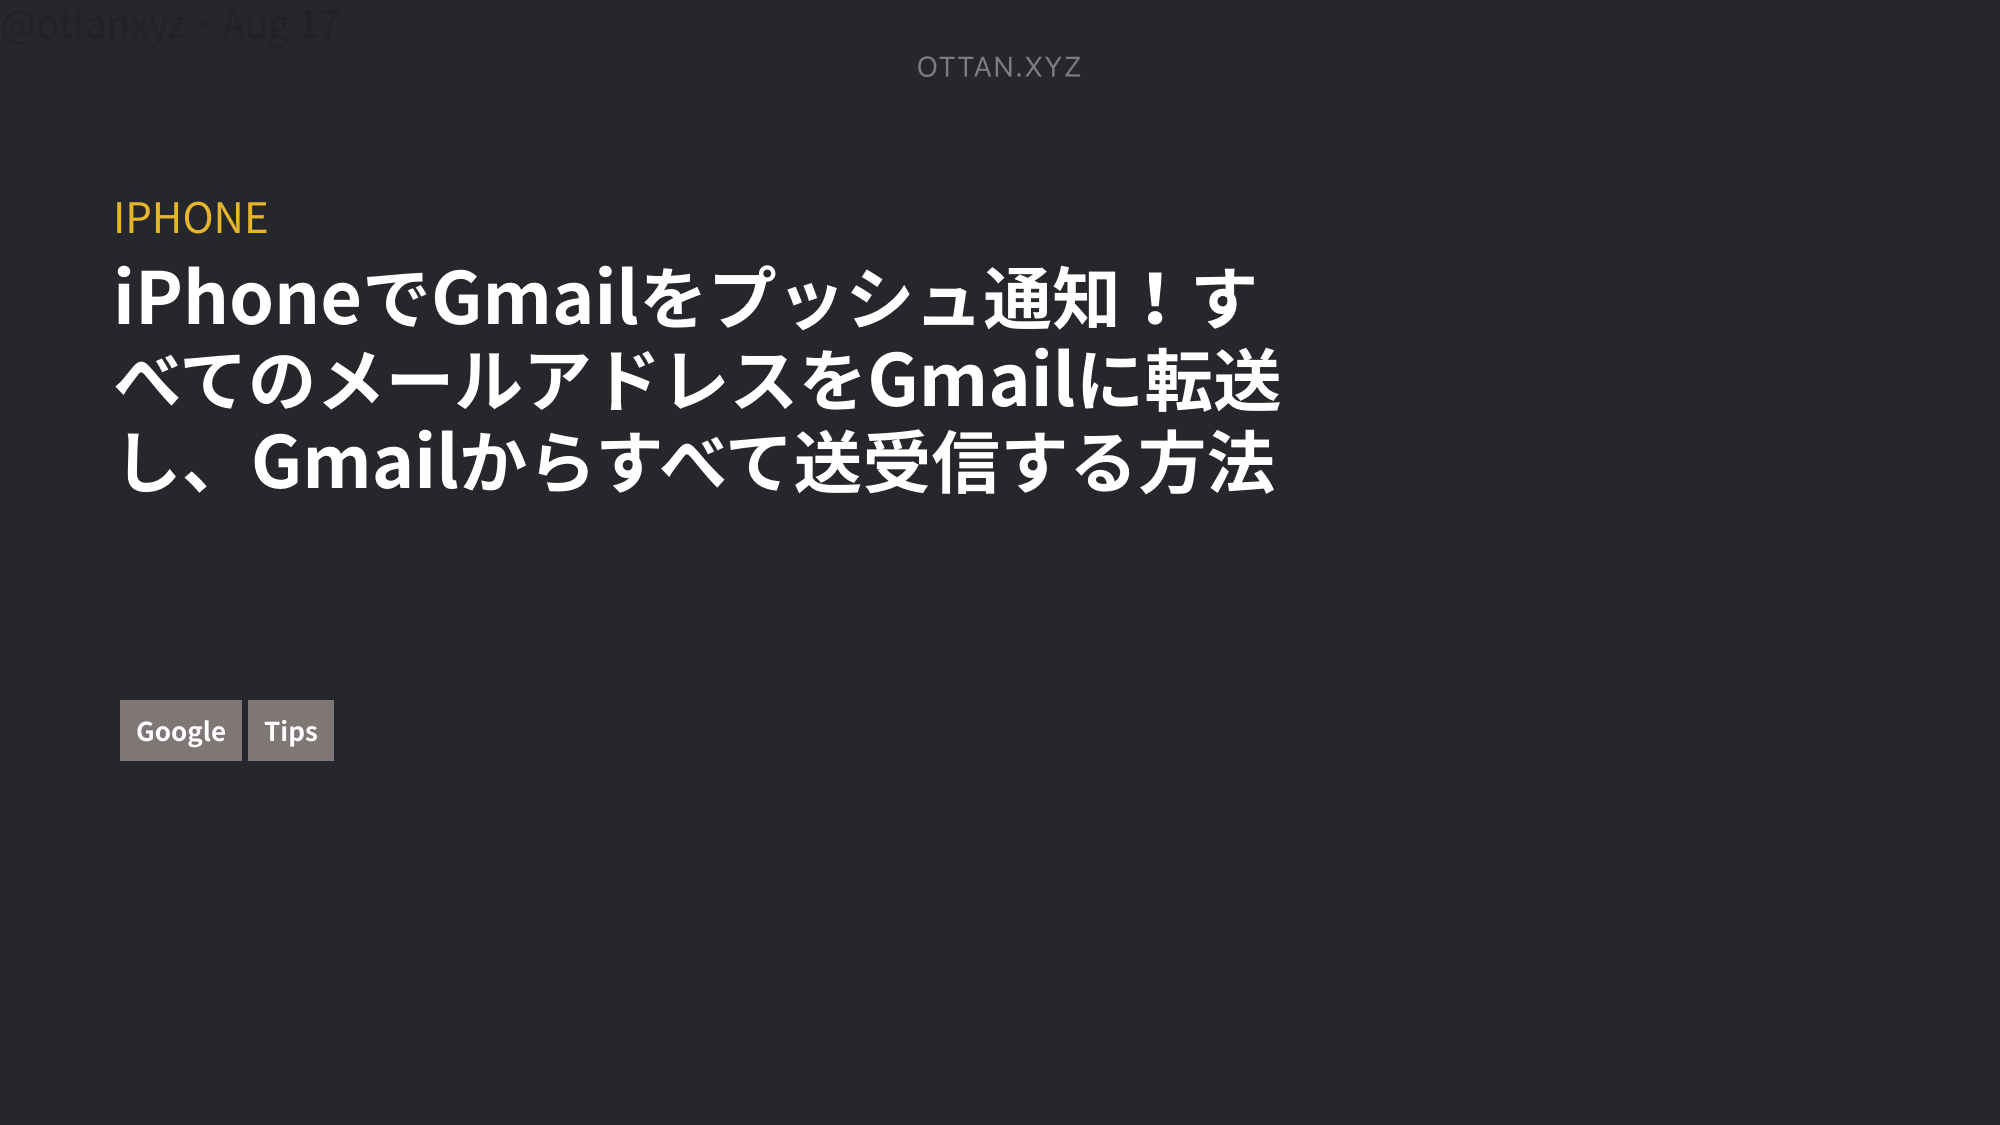 @ottanxyz・Aug 17
OTTAN.XYZ
IPHONE
iPhoneでGmailをプッシュ通知！す
べてのメールアドレスをGmailに転送
し、Gmailからすべて送受信する方法
Google Tips